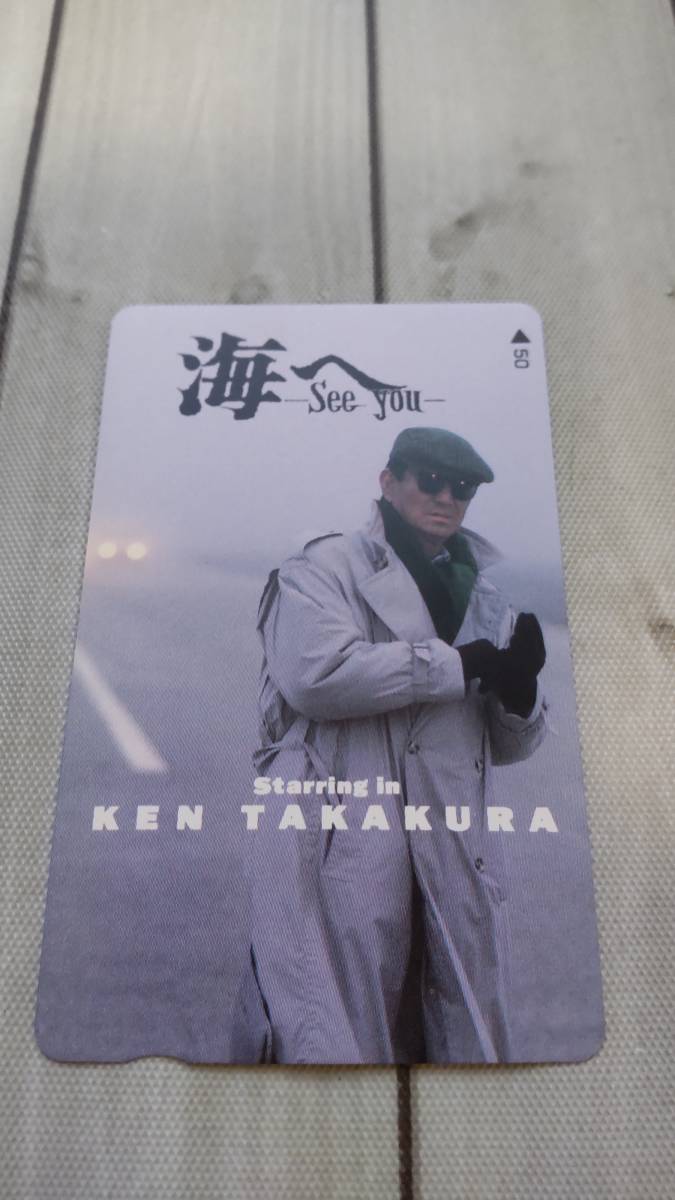 ◀50
海へ
—See you—
Starring in
KEN TAKAKURA